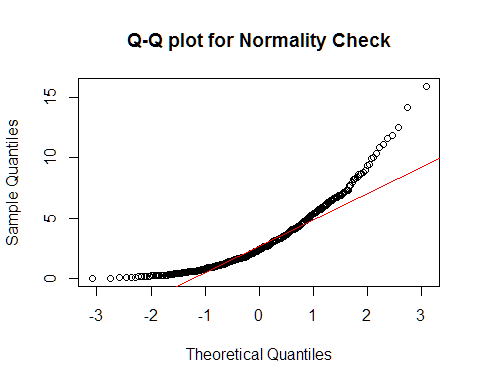 Q-Q plot for Normality Check
Sample Quantiles
15
10
5
0
-3 -2 -1 0 1 2 3
Theoretical Quantiles